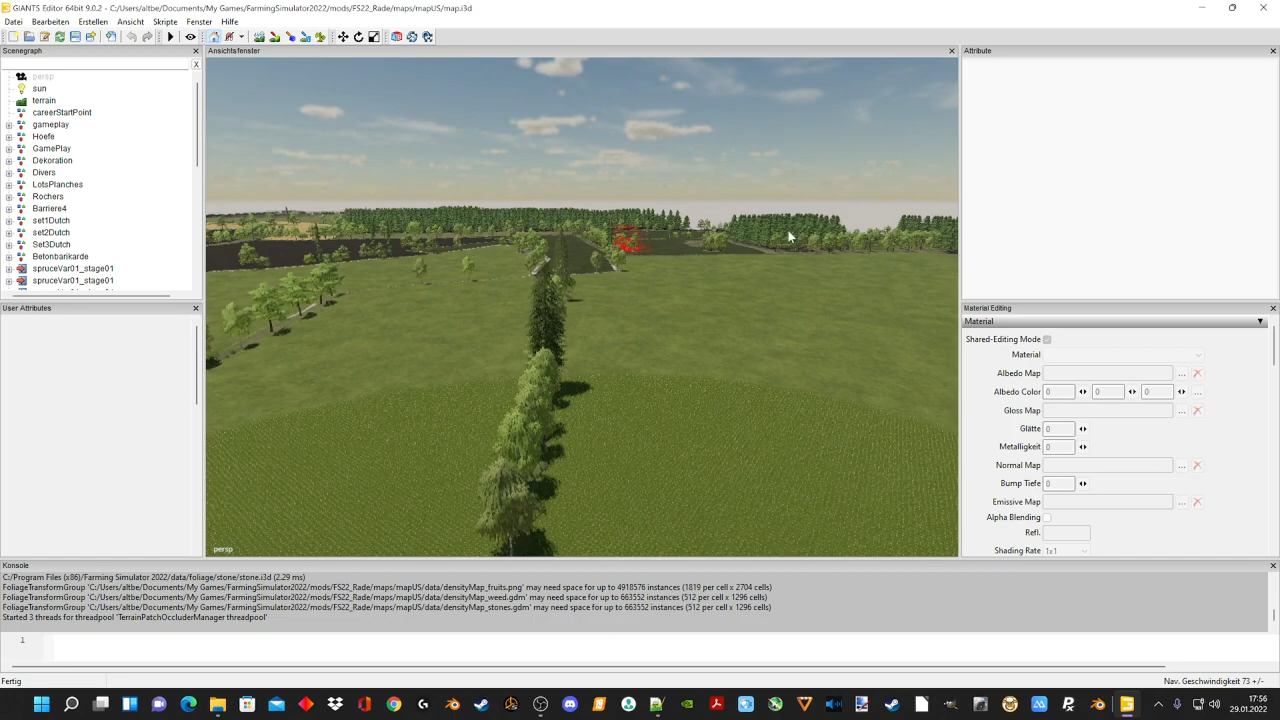 GIANTS Editor 64bit 9.0.2 - C:/Users/altbe/Documents/My Games/FarmingSimulator2022/mods/FS22_Rade/maps/mapUS/map.i3d
Datei Bearbeiten Erstellen Ansicht Skripte Fenster Hilfe
Scenegraph
Ansichtsfenster
Attribute
X
persp
sun
terrain
careerStartPoint
gameplay
Hoefe
GamePlay
Dekoration
Divers
LotsPlanches
Rochers
Barriere4
set1Dutch
set2Dutch
Set3Dutch
Betonbarikarde
spruceVar01_stage01
spruceVar01_stage01
User Attributes
persp
Material Editing
Material
Shared-Editing Mode
Material
Albedo Map ...
Albedo Color 0 0 0 ...
Gloss Map ...
Glätte 0
Metalligkeit 0
Normal Map ...
Bump Tiefe 0
Emissive Map ...
Alpha Blending
Refl.
Shading Rate 1x1
Konsole
C:/Program Files (x86)/Farming Simulator 2022/data/foliage/stone/stone.i3d (2.29 ms)
FoliageTransformGroup 'C:/Users/altbe/Documents/My Games/FarmingSimulator2022/mods/FS22_Rade/maps/mapUS/data/densityMap_fruits.png' may need space for up to 4918576 instances (1819 per cell x 2704 cells)
FoliageTransformGroup 'C:/Users/altbe/Documents/My Games/FarmingSimulator2022/mods/FS22_Rade/maps/mapUS/data/densityMap_weed.gdm' may need space for up to 663552 instances (512 per cell x 1296 cells)
FoliageTransformGroup 'C:/Users/altbe/Documents/My Games/FarmingSimulator2022/mods/FS22_Rade/maps/mapUS/data/densityMap_stones.gdm' may need space for up to 663552 instances (512 per cell x 1296 cells)
Started 3 threads for threadpool 'TerrainPatchOccluderManager threadpool'
1
Fertig
Nav. Geschwindigkeit 73 +/-
17:56
29.01.2022